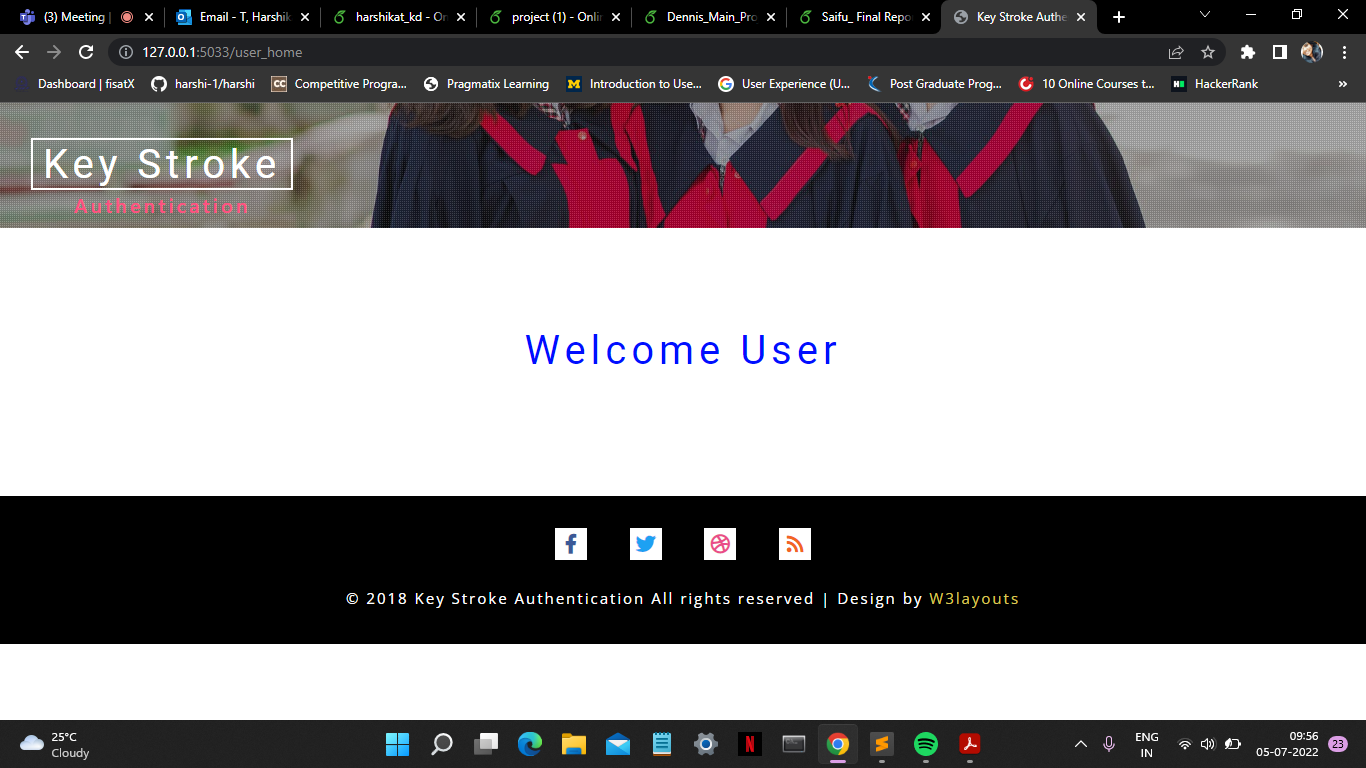 (3) Meeting |
Email - T, Harshik
harshikat_kd - On
project (1) - Onlin
Dennis_Main_Pro
Saifu_ Final Repo
Key Stroke Authe
127.0.0.1:5033/user_home
Dashboard | fisatX
harshi-1/harshi
Competitive Progra...
Pragmatix Learning
Introduction to Use...
User Experience (U...
Post Graduate Prog...
10 Online Courses t...
HackerRank
»
Key Stroke
Authentication
Welcome User
© 2018 Key Stroke Authentication All rights reserved | Design by W3layouts
25°C
Cloudy
ENG
IN
09:56
05-07-2022
23